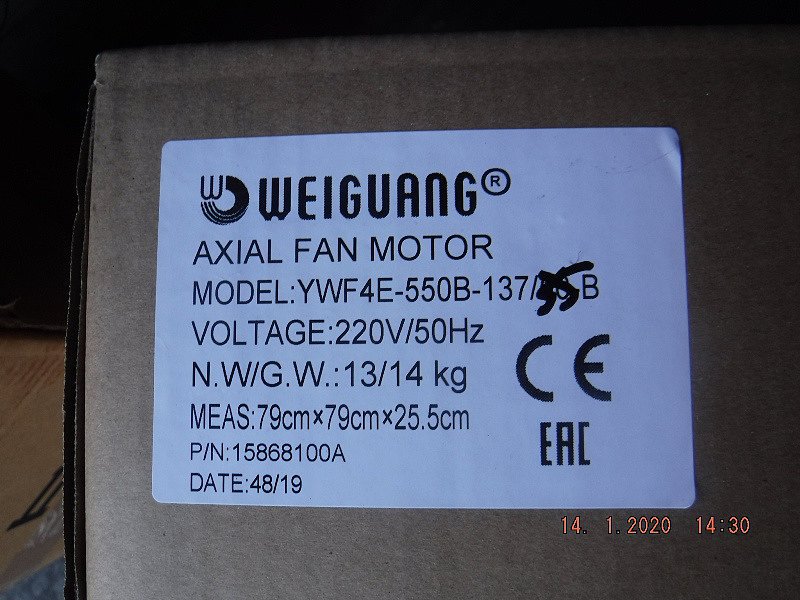 WEIGUANG®
AXIAL FAN MOTOR
MODEL:YWF4E-550B-137/35-B
VOLTAGE:220V/50Hz
N.W/G.W.:13/14 kg
MEAS:79cm×79cm×25.5cm
P/N:15868100A
DATE:48/19
CE
EAC
14. 1.2020 14:30